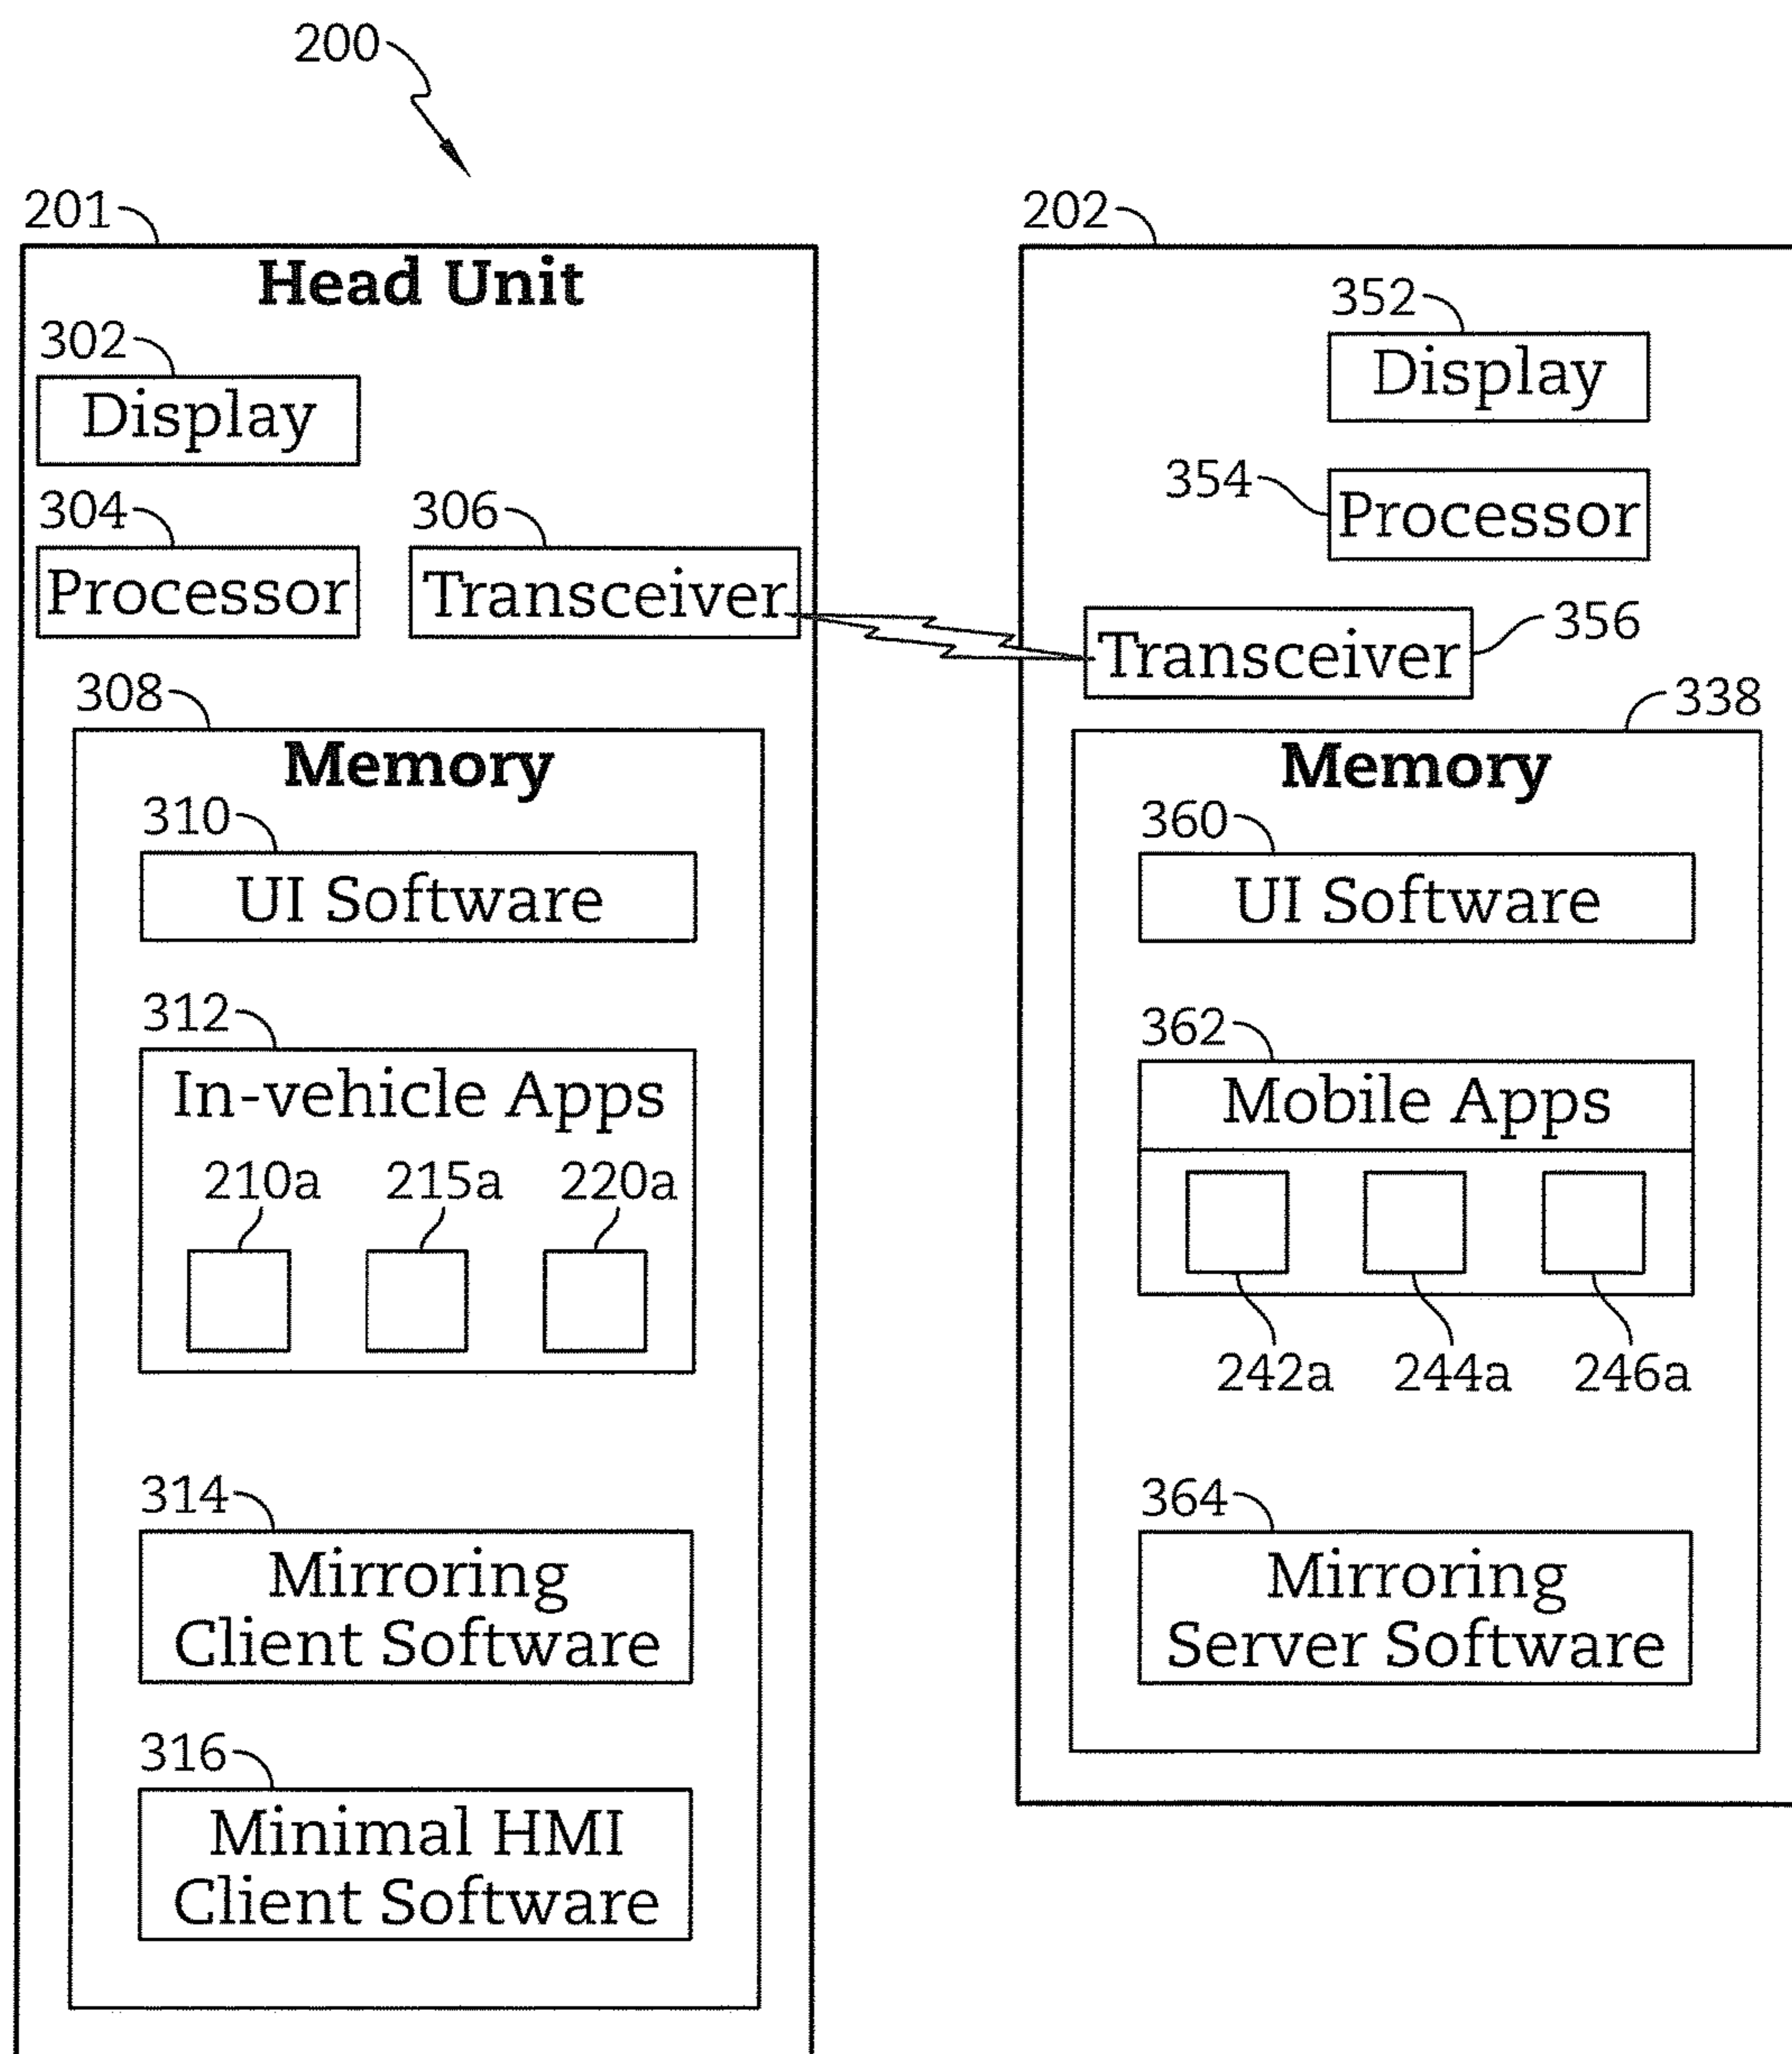 200
201
Head Unit
302
Display
304
Processor
306
Transceiver
308
Memory
310
UI Software
312
In-vehicle Apps
210a 215a 220a
314
Mirroring
Client Software
316
Minimal HMI
Client Software
202
352
Display
354
Processor
Transceiver
356
338
Memory
360
UI Software
362
Mobile Apps
242a 244a 246a
364
Mirroring
Server Software